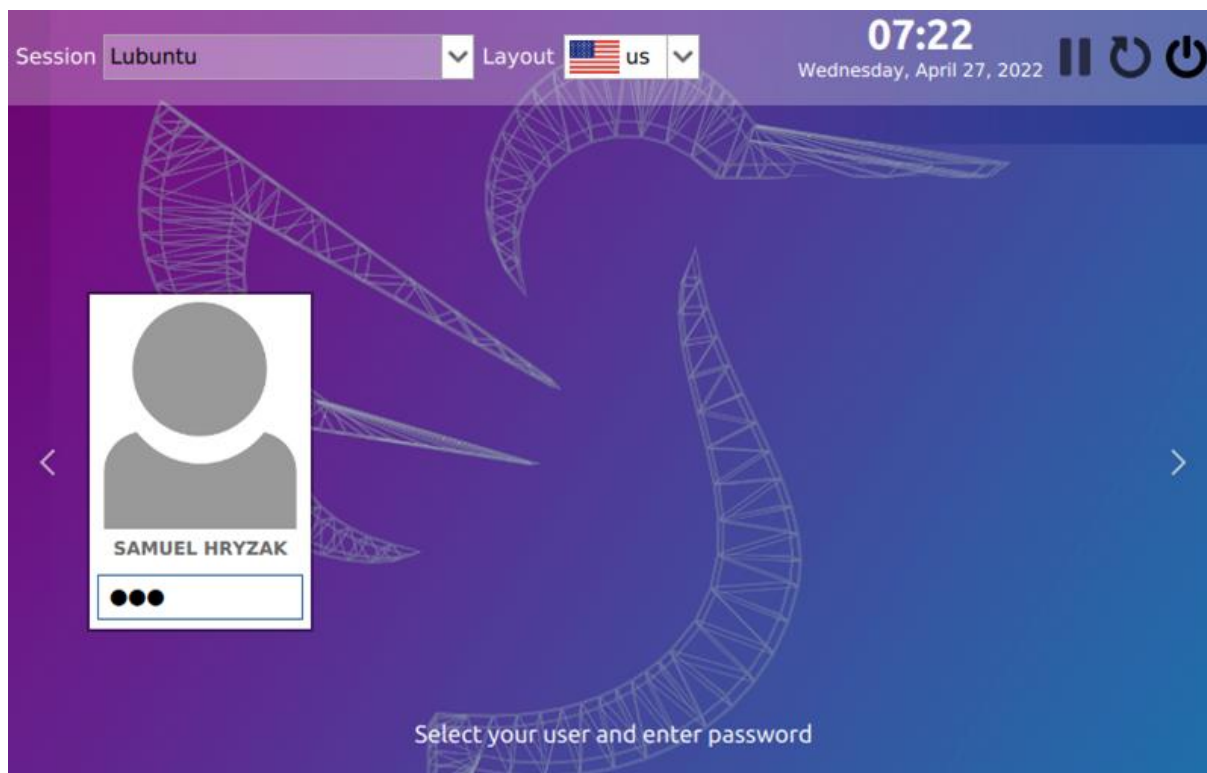 Session Lubuntu Layout us
07:22
Wednesday, April 27, 2022
SAMUEL HRYZAK
Select your user and enter password